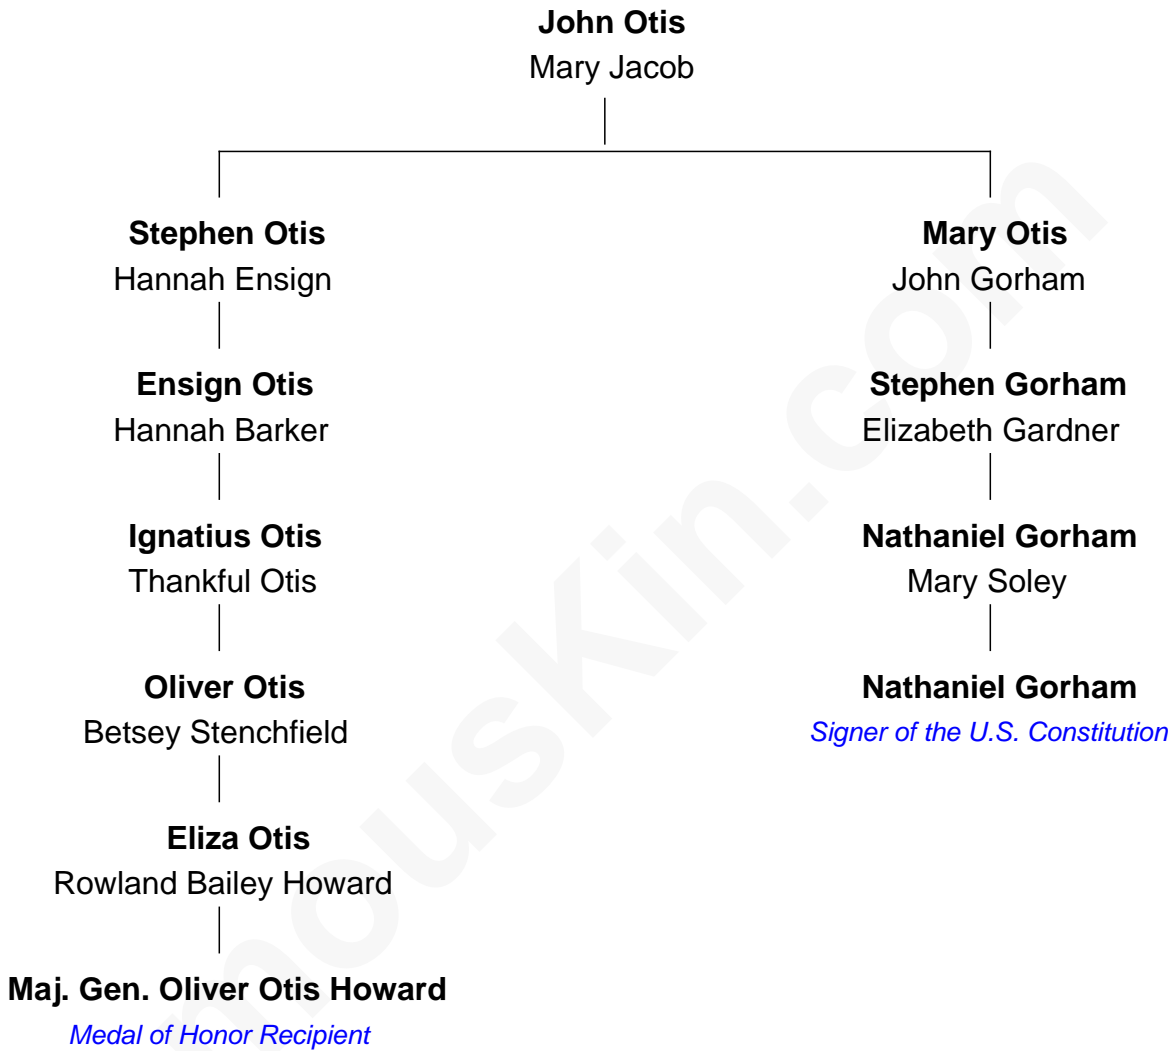 John Otis
Mary Jacob
Stephen Otis
Hannah Ensign
Mary Otis
John Gorham
Ensign Otis
Hannah Barker
Stephen Gorham
Elizabeth Gardner
Ignatius Otis
Thankful Otis
Nathaniel Gorham
Mary Soley
Oliver Otis
Betsey Stenchfield
Nathaniel Gorham
Signer of the U.S. Constitution
Eliza Otis
Rowland Bailey Howard
Maj. Gen. Oliver Otis Howard
Medal of Honor Recipient
mousKin.com